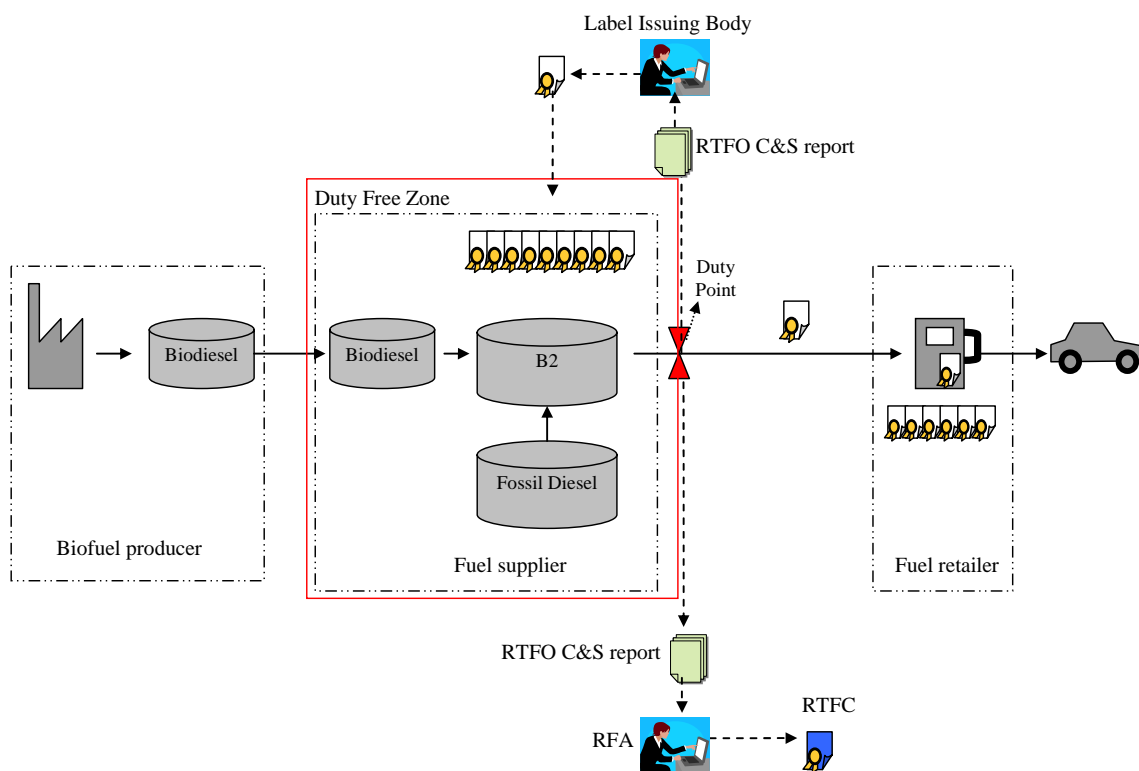 Label Issuing Body
RTFO C&S report
Duty Free Zone
Duty
Point
Biodiesel
Biodiesel
B2
Fossil Diesel
Biofuel producer
Fuel supplier
Fuel retailer
RTFO C&S report
RTFC
RFA